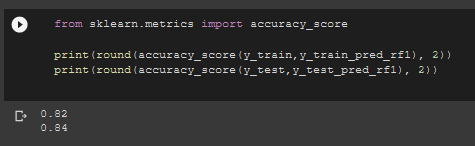 from sklearn.metrics import accuracy_score
print(round(accuracy_score(y_train,y_train_pred_rf1), 2))
print(round(accuracy_score(y_test,y_test_pred_rf1), 2))
0.82
0.84